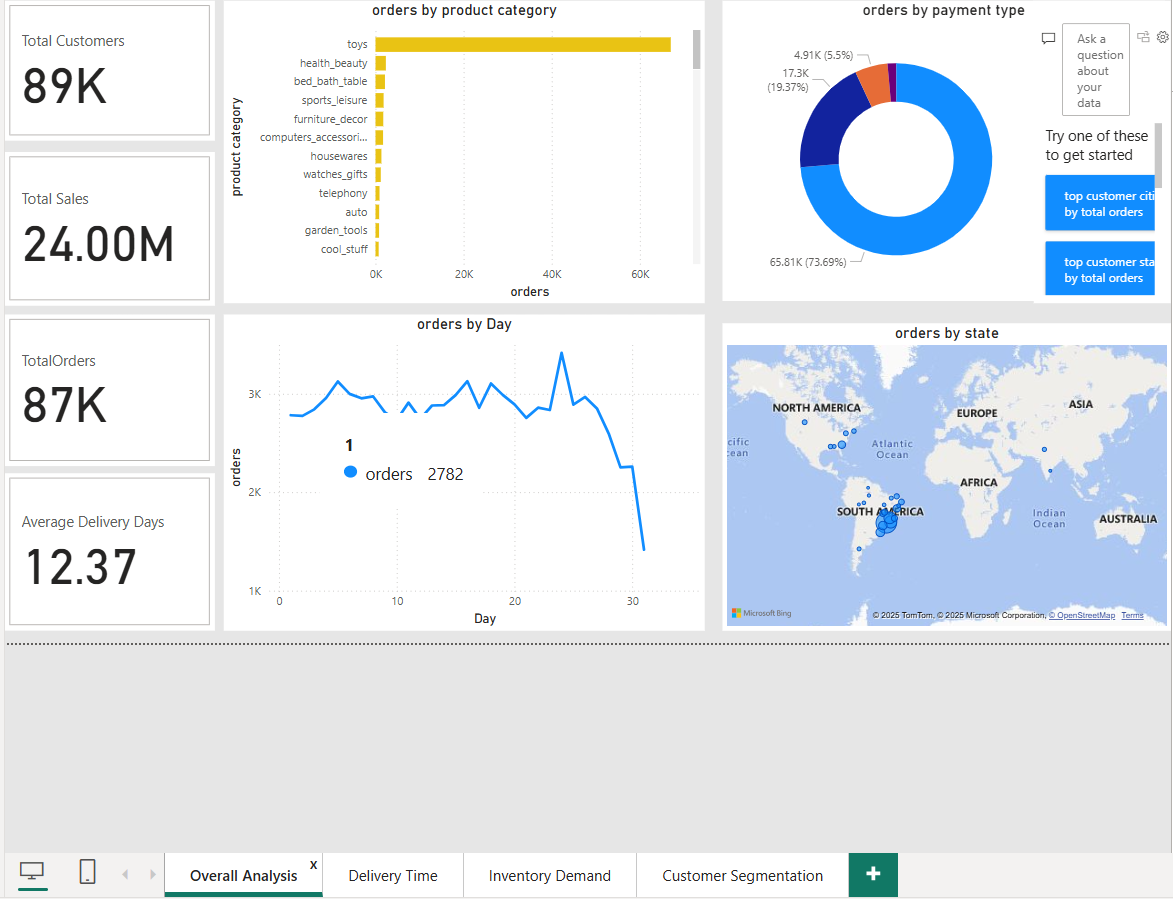 Total Customers
89K
Total Sales
24.00M
TotalOrders
87K
Average Delivery Days
12.37
orders by product category
product category
toys
health_beauty
bed_bath_table
sports_leisure
furniture_decor
computers_accessori...
housewares
watches_gifts
telephony
auto
garden_tools
cool_stuff
0K 20K 40K 60K
orders
orders by payment type
4.91K (5.5%)
17.3K
(19.37%)
65.81K (73.69%)
Ask a
question
about
your
data
Try one of these
to get started
top customer citi
by total orders
top customer sta
by total orders
orders by Day
orders
3K
2K
1K
1
orders 2782
0 10 20 30
Day
orders by state
NORTH AMERICA
EUROPE
ASIA
cific
cean
Atlantic
Ocean
AFRICA
SOUTH AMERICA
Indian
Ocean
AUSTRALIA
Microsoft Bing
© 2025 TomTom, © 2025 Microsoft Corporation, © OpenStreetMap Terms
Overall Analysis x
Delivery Time
Inventory Demand
Customer Segmentation
+